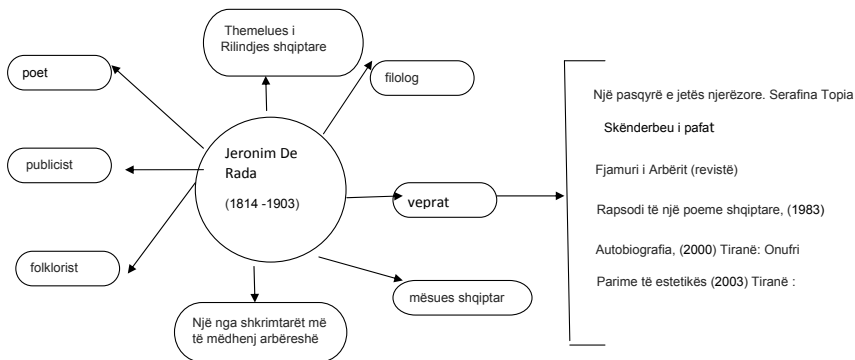 Themelues i
Rilindjes shqiptare
poet
filolog
publicist
Jeronim De
Rada
(1814 -1903)
veprat
folklorist
mësues shqiptar
Një nga shkrimtarët më
të mëdhenj arbëreshë
Një pasqyrë e jetës njerëzore. Serafina Topia
Skënderbeu i pafat
Fjamuri i Arbërit (revistë)
Rapsodi të një poeme shqiptare, (1983)
Autobiografia, (2000) Tiranë: Onufri
Parime të estetikës (2003) Tiranë :